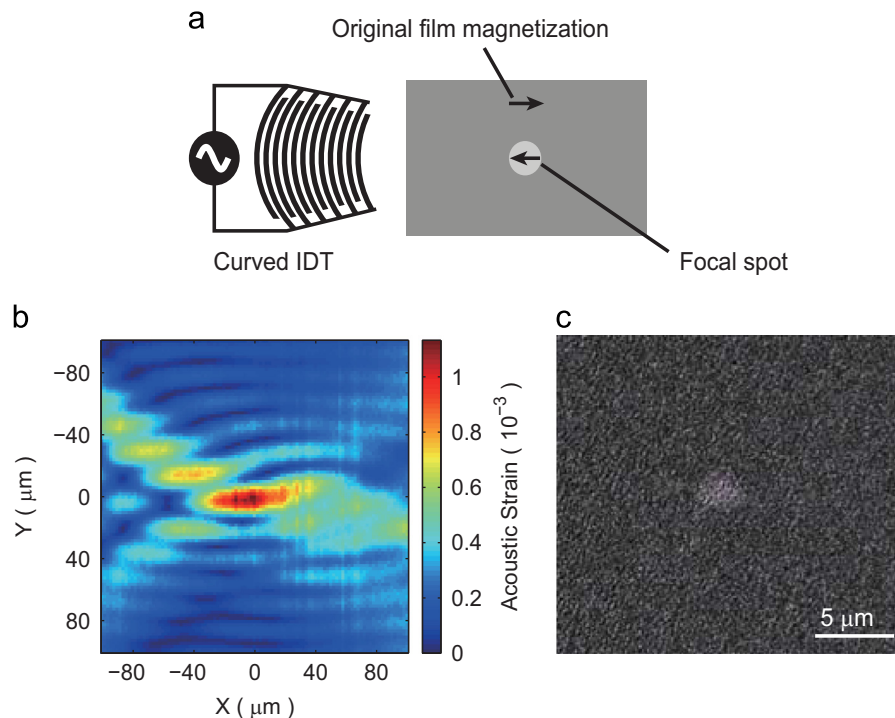 a
Original film magnetization
Curved IDT
Focal spot
b
−80
−40
0
40
80
Y ( μm )
−80
−40
0
40
80
X ( μm )
1
0.8
0.6
0.4
0.2
0
Acoustic Strain ( 10⁻³ )
c
5 μm